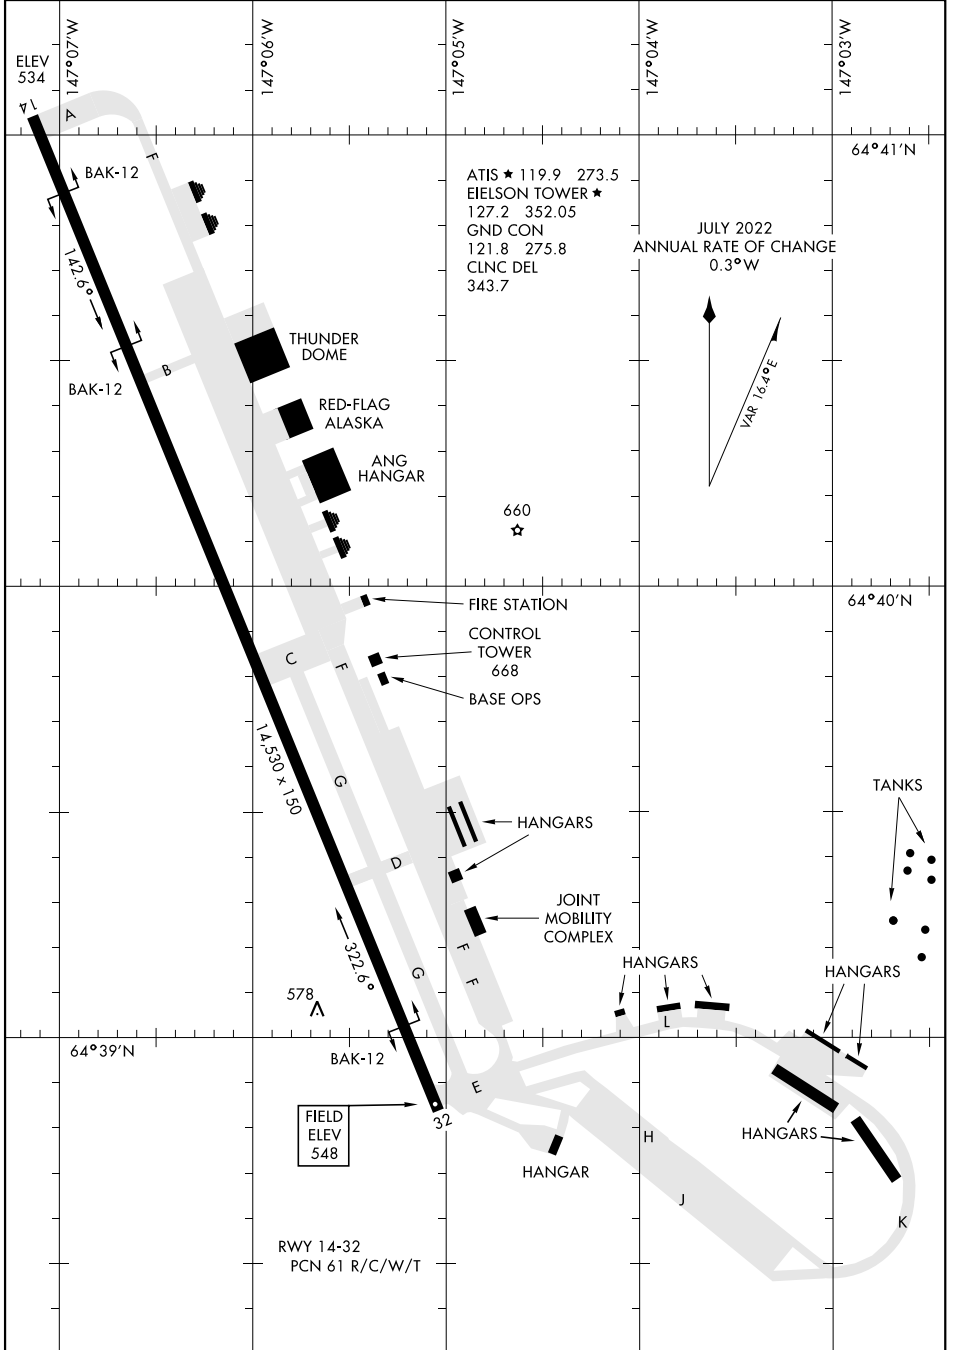 147°07'W
147°06'W
147°05'W
147°04'W
147°03'W
ELEV
534
14
A
F
BAK-12
64°41'N
ATIS ★ 119.9 273.5
EIELSON TOWER ★
127.2 352.05
GND CON
121.8 275.8
CLNC DEL
343.7
JULY 2022
ANNUAL RATE OF CHANGE
0.3°W
142.6°
VAR 16.4°E
THUNDER
DOME
B
BAK-12
RED-FLAG
ALASKA
ANG
HANGAR
660
64°40'N
FIRE STATION
CONTROL
TOWER
668
BASE OPS
C
F
14,530 x 150
G
TANKS
HANGARS
D
JOINT
MOBILITY
COMPLEX
322.6°
F
F
G
HANGARS
HANGARS
578
L
64°39'N
BAK-12
E
FIELD
ELEV
548
32
HANGAR
H
HANGARS
J
K
RWY 14-32
PCN 61 R/C/W/T